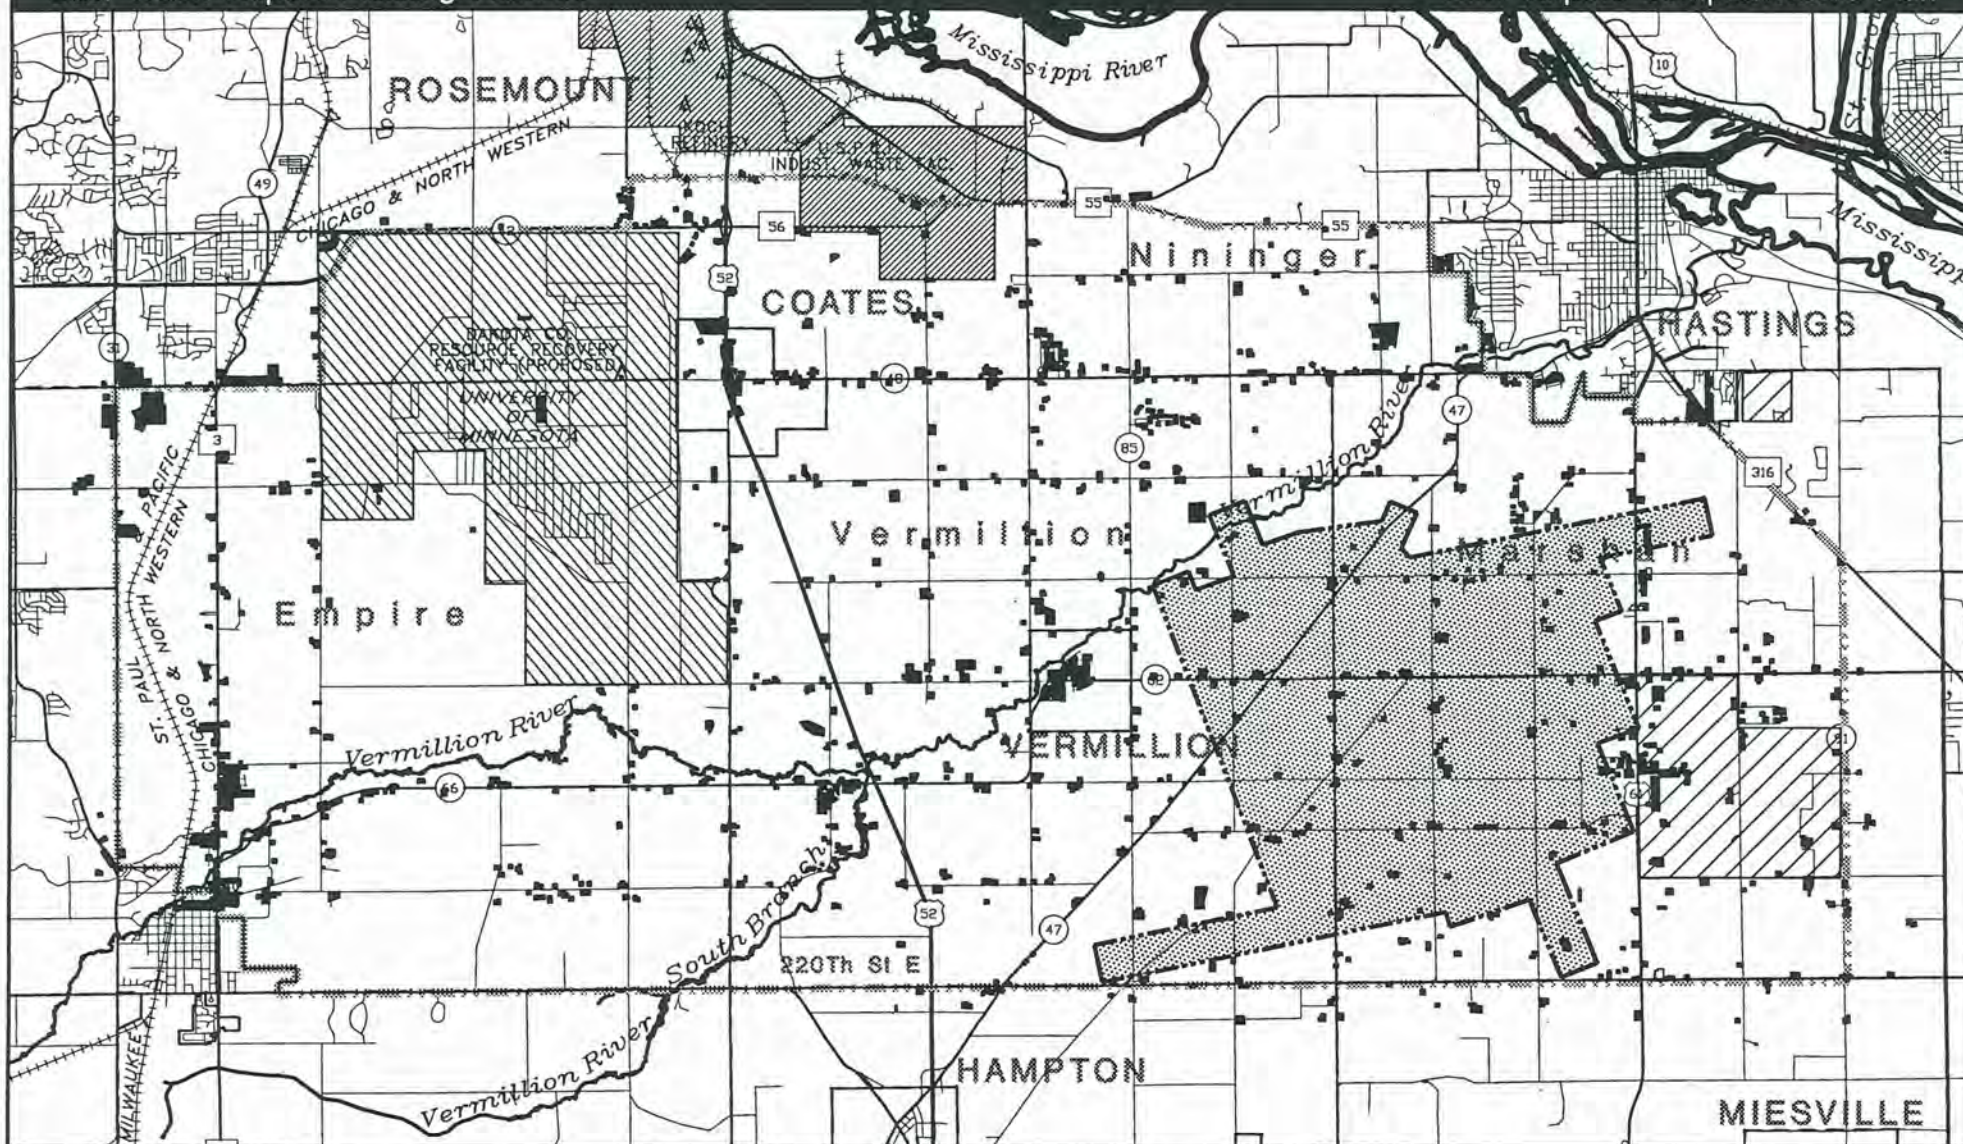 Mississippi River
10
ROSEMOUNT
KOCH
REFINERY
INDUST. WASTE FAC
CHICAGO & NORTH WESTERN
49
55
56
55
Nininger
52
COATES
Mississippi
HASTINGS
DAKOTA CO.
RESOURCE RECOVERY
FACILITY (PROPOSED)
UNIVERSITY
OF
MINNESOTA
31
3
47
85
Vermillion River
316
ST. PAUL & PACIFIC
CHICAGO & NORTH WESTERN
Vermillion
Marshan
Empire
Vermillion River
VERMILLION
66
91
South Branch
52
47
220Th St E
Vermillion River
HAMPTON
MILWAUKEE
MIESVILLE